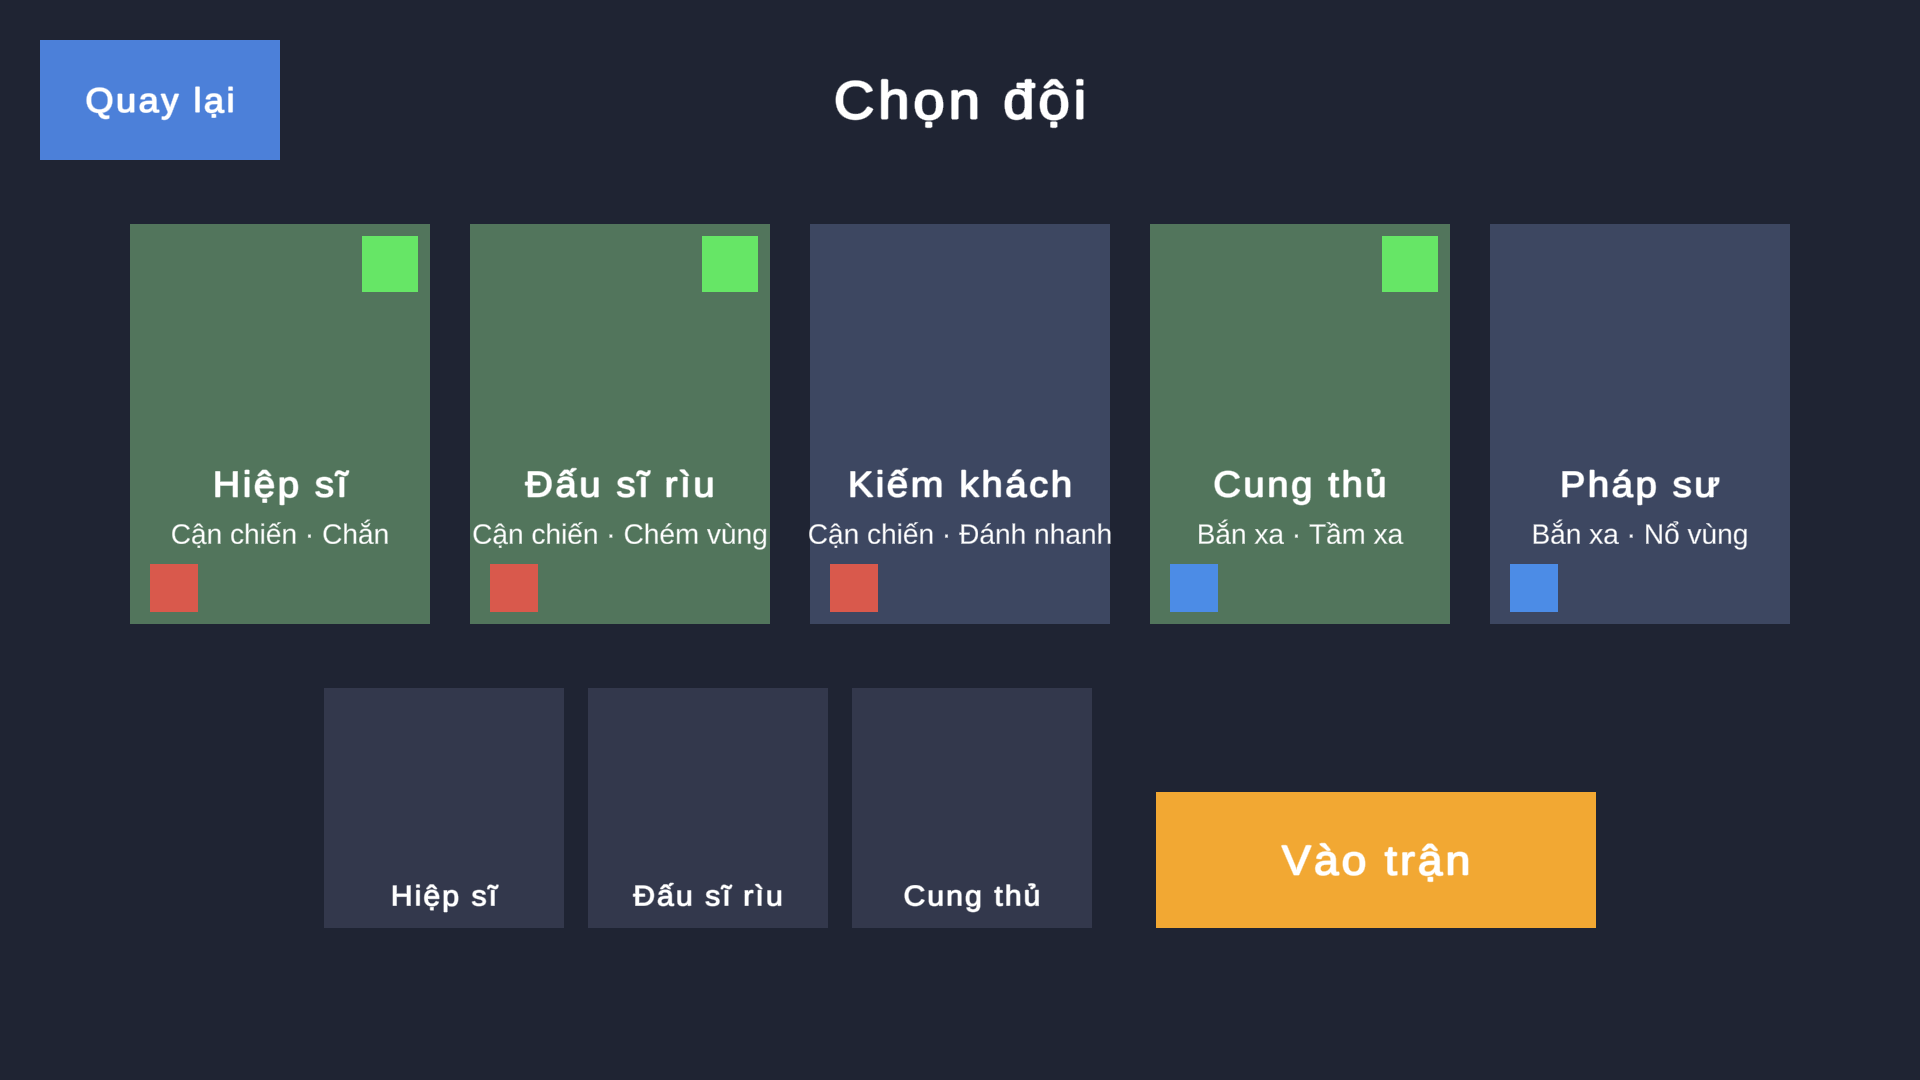 Quay lại
Chọn đội
Hiệp sĩ
Cận chiến · Chắn
Đấu sĩ rìu
Cận chiến · Chém vùng
Kiếm khách
Cận chiến · Đánh nhanh
Cung thủ
Bắn xa · Tầm xa
Pháp sư
Bắn xa · Nổ vùng
Hiệp sĩ
Đấu sĩ rìu
Cung thủ
Vào trận